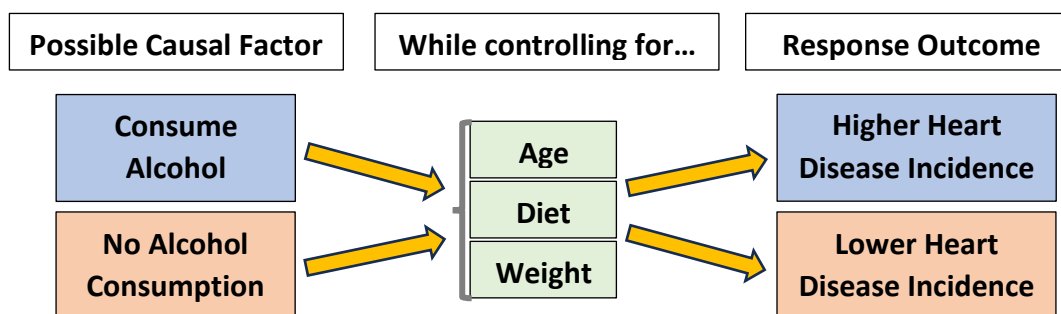 Possible Causal Factor
While controlling for…
Response Outcome
Consume
Alcohol
No Alcohol
Consumption
Age
Diet
Weight
Higher Heart
Disease Incidence
Lower Heart
Disease Incidence